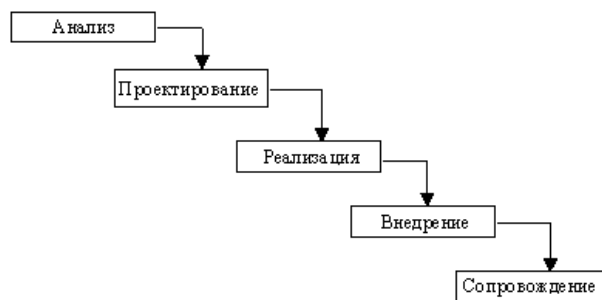 Анализ
Проектирование
Реализация
Внедрение
Сопровождение